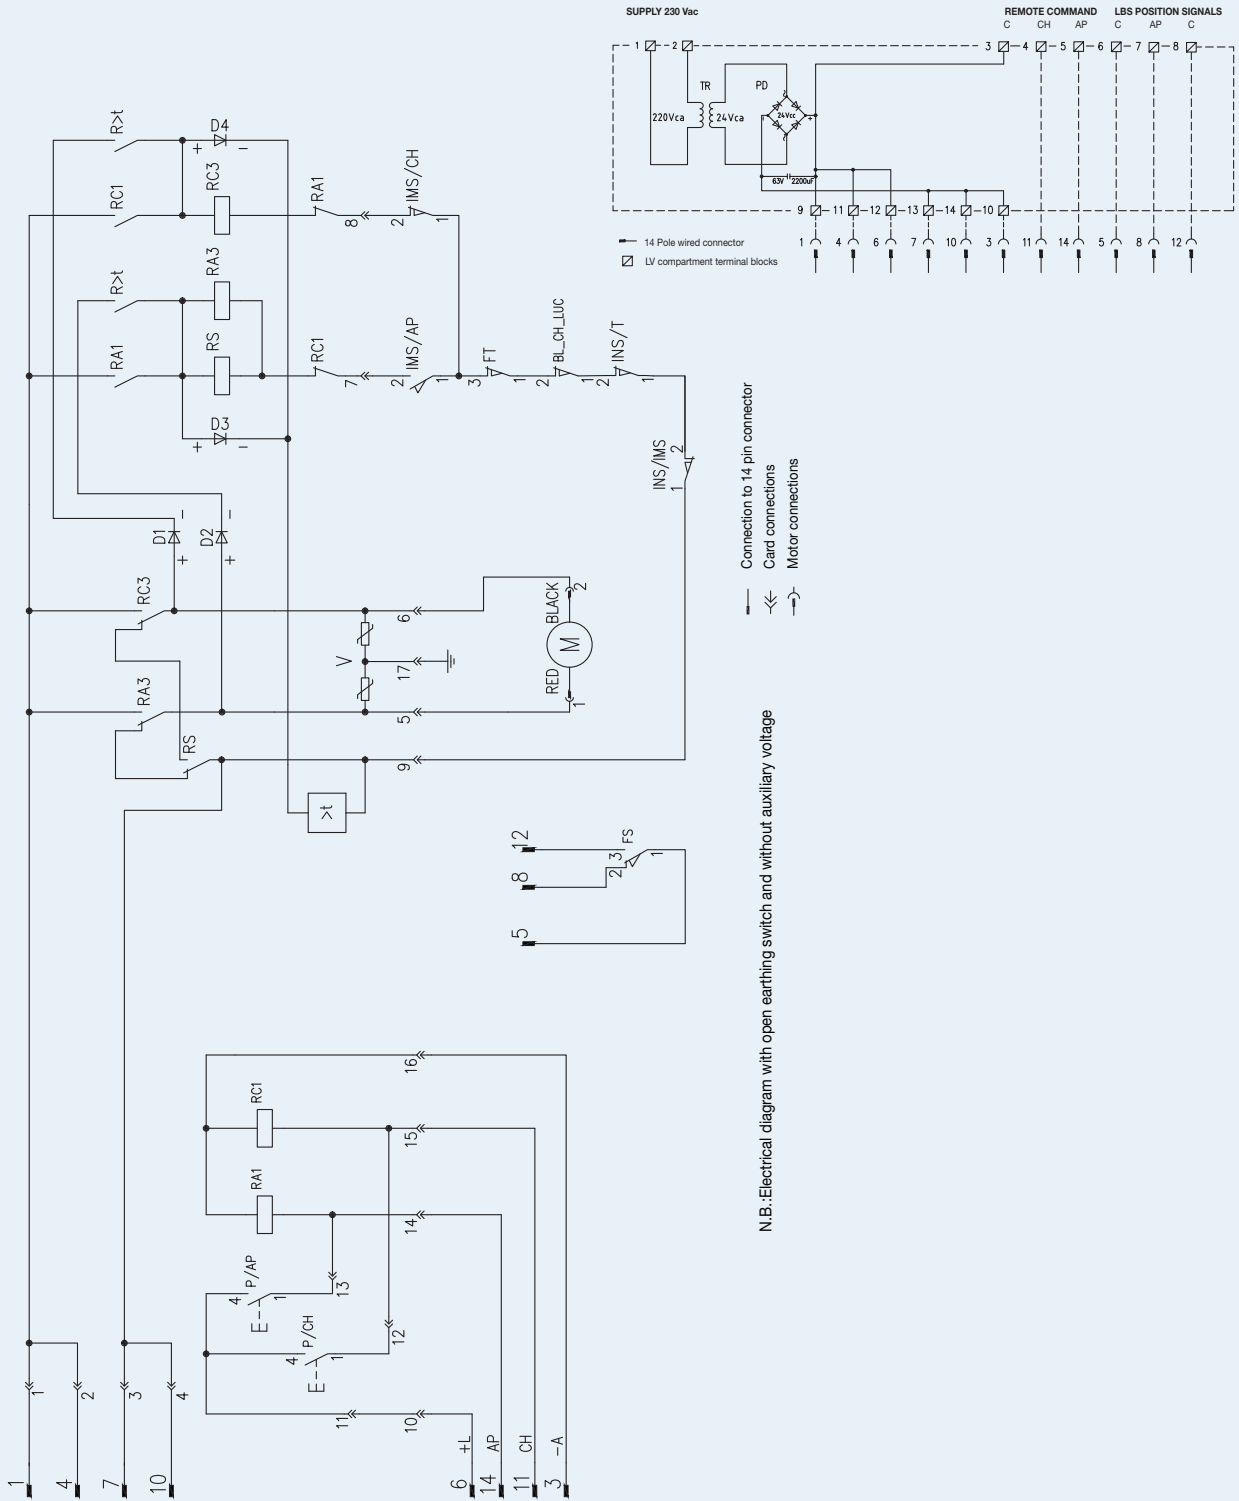 SUPPLY 230 Vac
REMOTE COMMAND LBS POSITION SIGNALS
C CH AP C AP C
1 2 3 4 5 6 7 8
TR PD
220Vca 24Vca 24Vcc
+
63V 2200uF
9 11 12 13 14 10
14 Pole wired connector
LV compartment terminal blocks
1 4 6 7 10 3 11 14 5 8 12
R>t
+ D4 -
RC1
RC3
RA1
8
2 IMS/CH 1
R>t
RA3
RA1
RS
RC1
7
2 IMS/AP 1
3 FT 1
2 BL_CH_LUC 1
2 INS/T 1
+ D3 -
1 INS/IMS 2
+ D1 -
+ D2 -
RC3
6
BLACK 2
V
17
M
RA3
5
RED 1
RS
9
>t
Connection to 14 pin connector
Card connections
Motor connections
12
8
5
3
2
FS
1
16
RC1
15
RA1
14
4 P/AP 1
E
13
4 P/CH 1
E
12
1
2
3
4
11
10
1
4
7
10
6 +L
14 AP
11 CH
3 -A
N.B.:Electrical diagram with open earthing switch and without auxiliary voltage